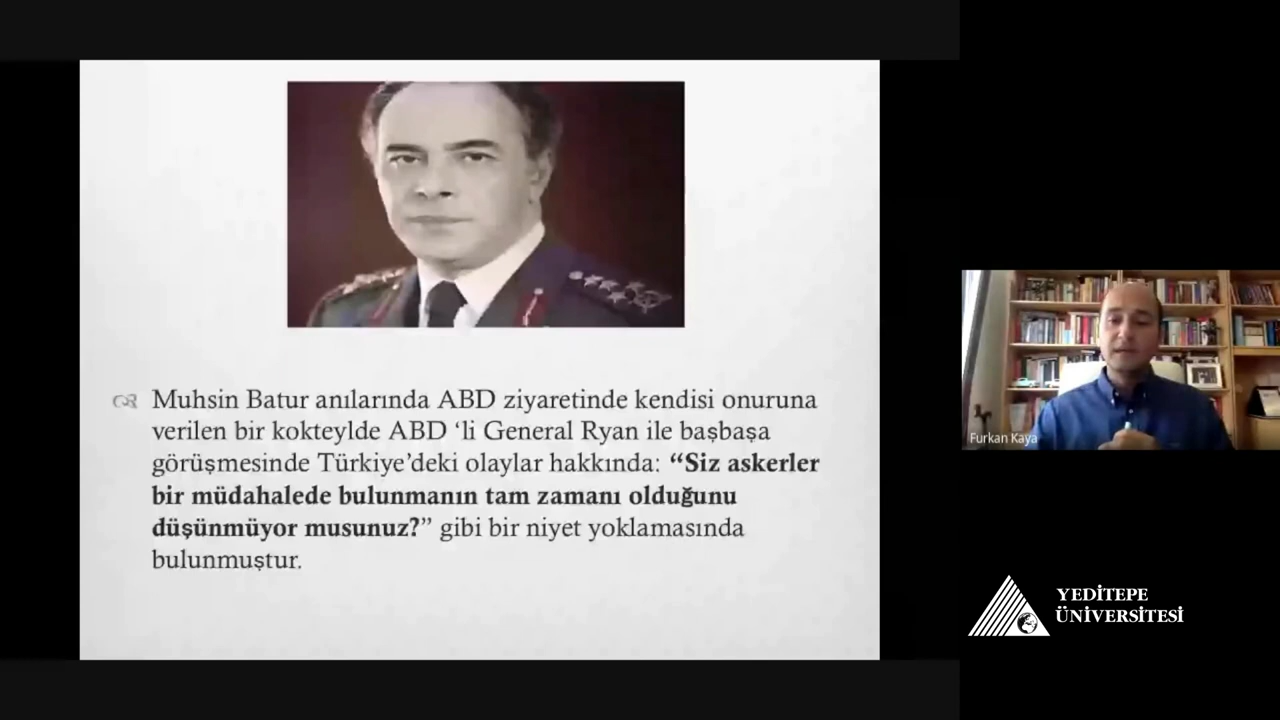 Muhsin Batur anılarında ABD ziyaretinde kendisi onuruna
verilen bir kokteylde ABD ‘li General Ryan ile başbaşa
görüşmesinde Türkiye’deki olaylar hakkında: “Siz askerler
bir müdahalede bulunmanın tam zamanı olduğunu
düşünmüyor musunuz?” gibi bir niyet yoklamasında
bulunmuştur.
Furkan Kaya
YEDİTEPE
ÜNİVERSİTESİ